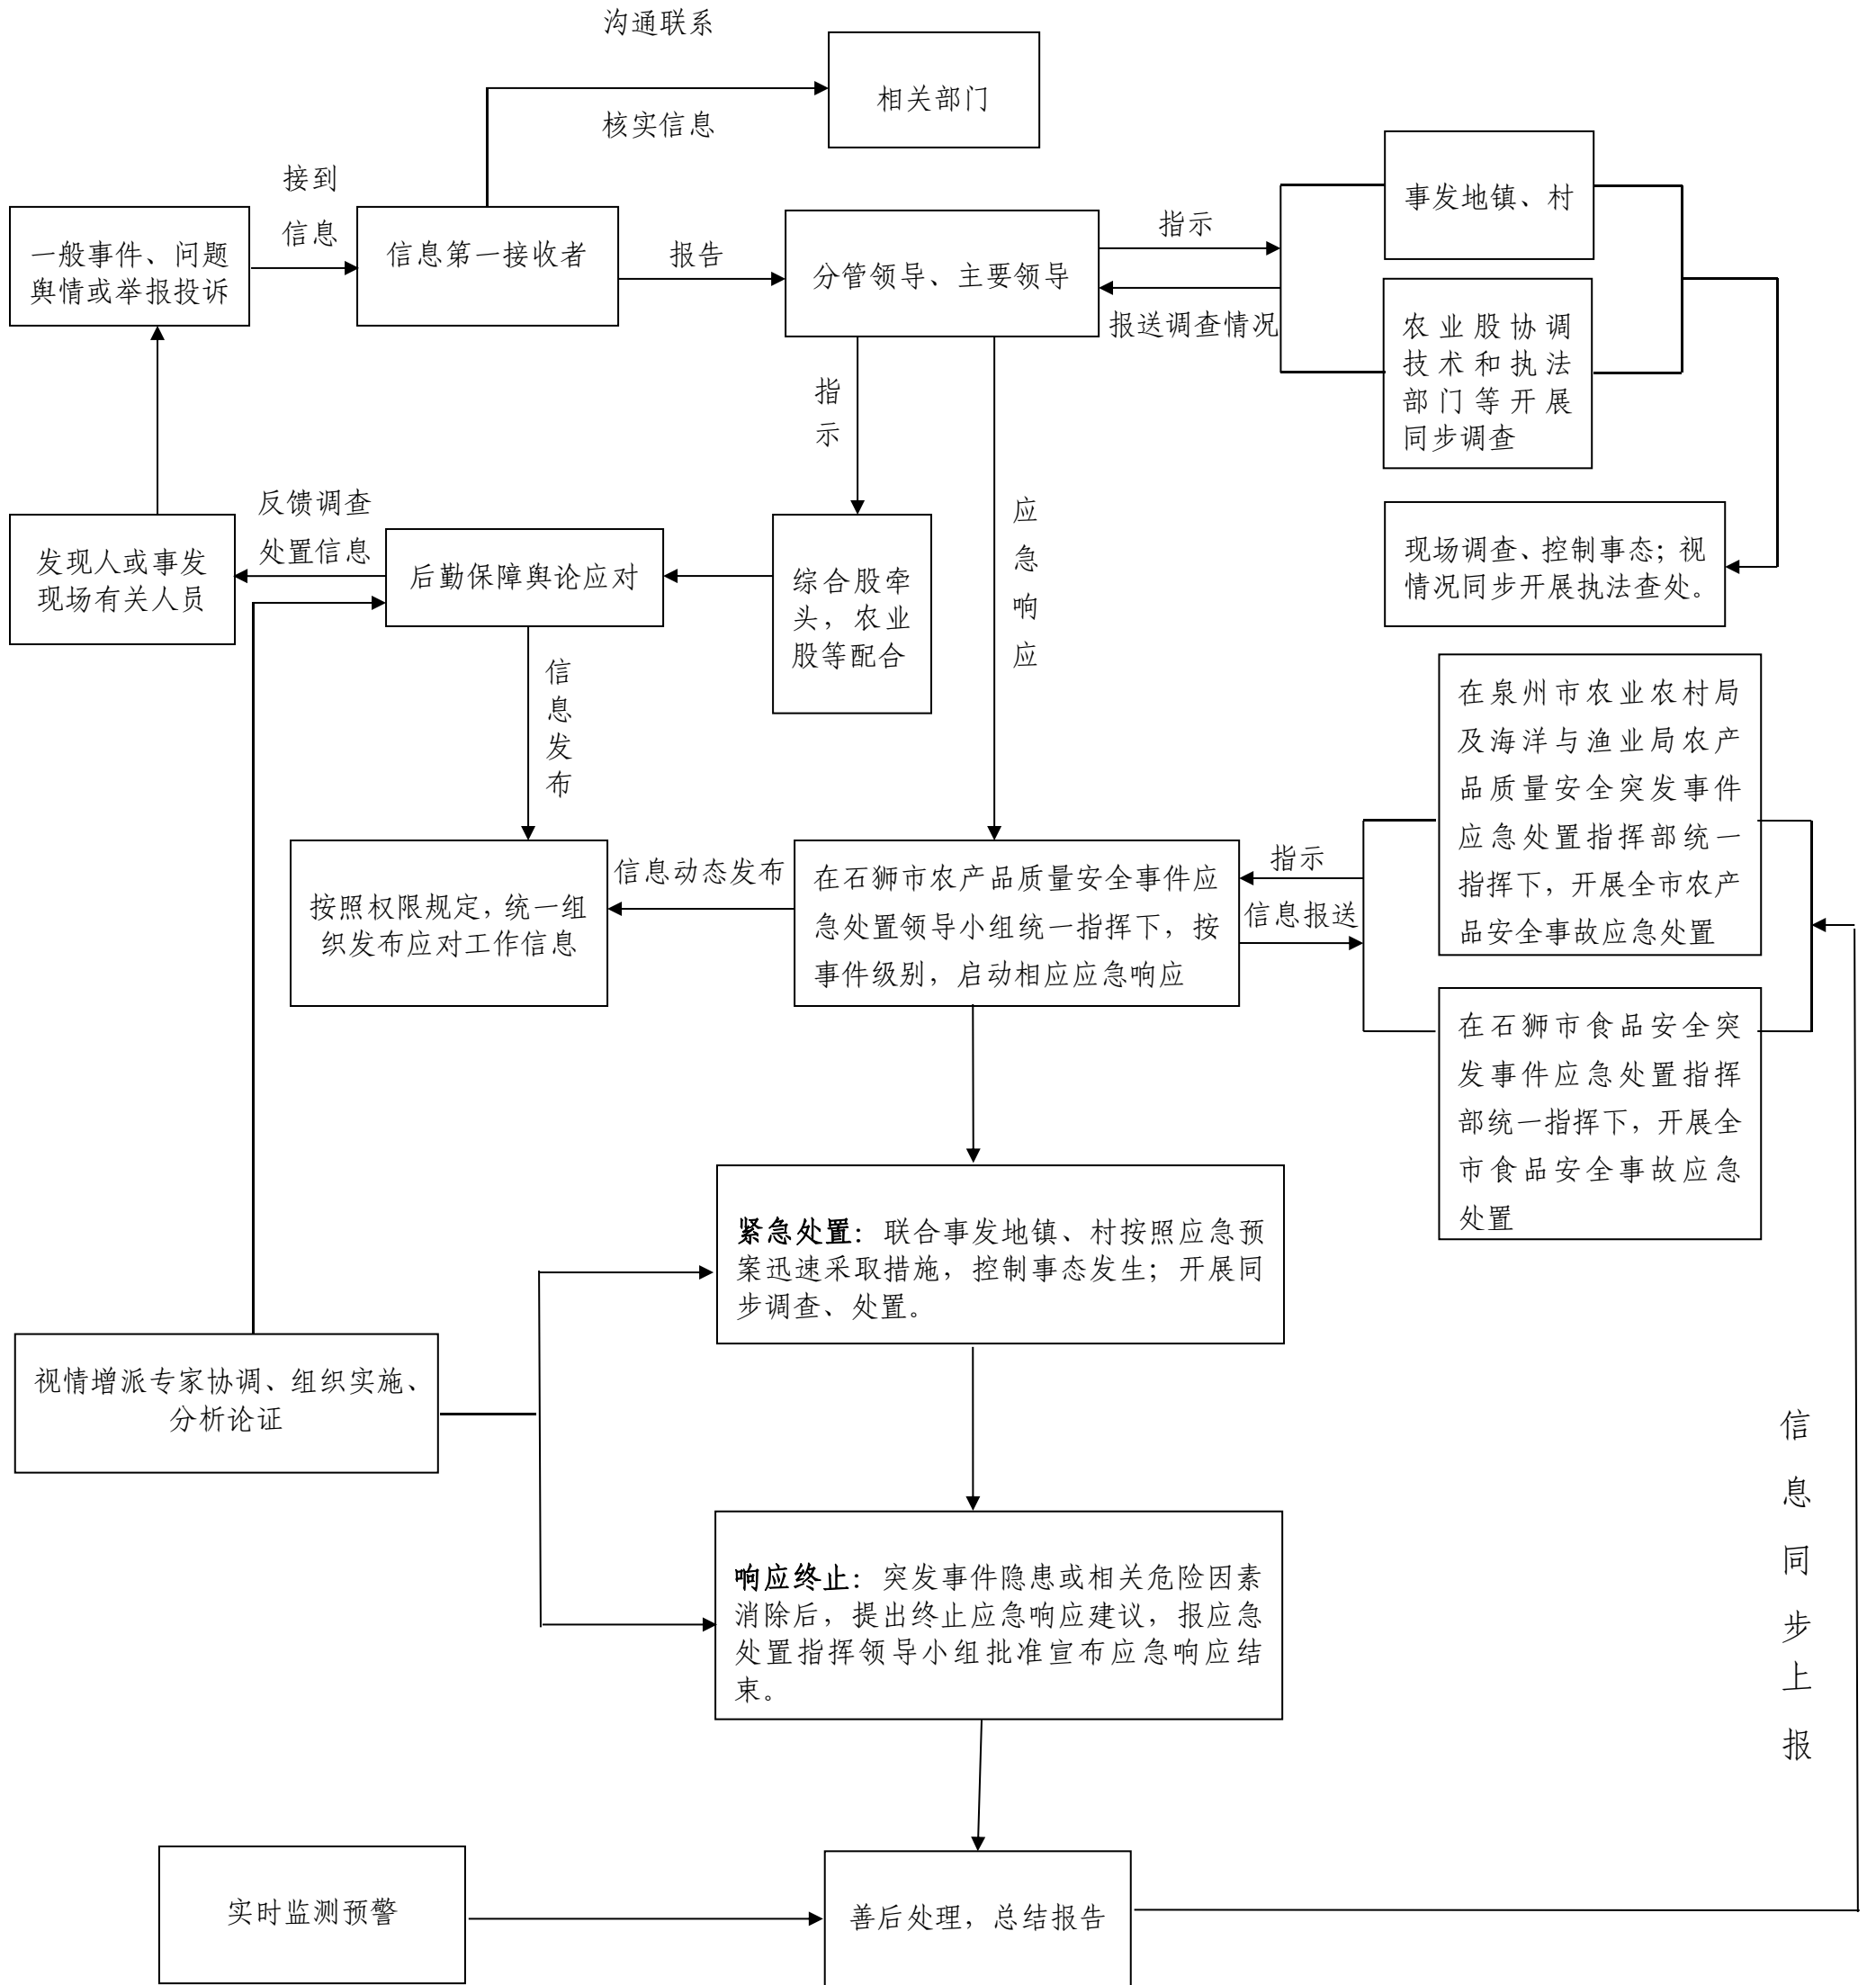 沟通联系
相关部门
核实信息
接到
信息
一般事件、问题
舆情或举报投诉
信息第一接收者
报告
分管领导、主要领导
指示
报送调查情况
事发地镇、村
农业股协调
技术和执法
部门等开展
同步调查
指
示
应
急
响
应
现场调查、控制事态；视
情况同步开展执法查处。
发现人或事发
现场有关人员
反馈调查
处置信息
后勤保障舆论应对
综合股牵
头，农业
股等配合
信
息
发
布
在泉州市农业农村局
及海洋与渔业局农产
品质量安全突发事件
应急处置指挥部统一
指挥下，开展全市农产
品安全事故应急处置
按照权限规定，统一组
织发布应对工作信息
信息动态发布
在石狮市农产品质量安全事件应
急处置领导小组统一指挥下，按
事件级别，启动相应应急响应
指示
信息报送
在石狮市食品安全突
发事件应急处置指挥
部统一指挥下，开展全
市食品安全事故应急
处置
紧急处置：联合事发地镇、村按照应急预
案迅速采取措施，控制事态发生；开展同
步调查、处置。
视情增派专家协调、组织实施、
分析论证
响应终止：突发事件隐患或相关危险因素
消除后，提出终止应急响应建议，报应急
处置指挥领导小组批准宣布应急响应结
束。
信
息
同
步
上
报
实时监测预警
善后处理，总结报告